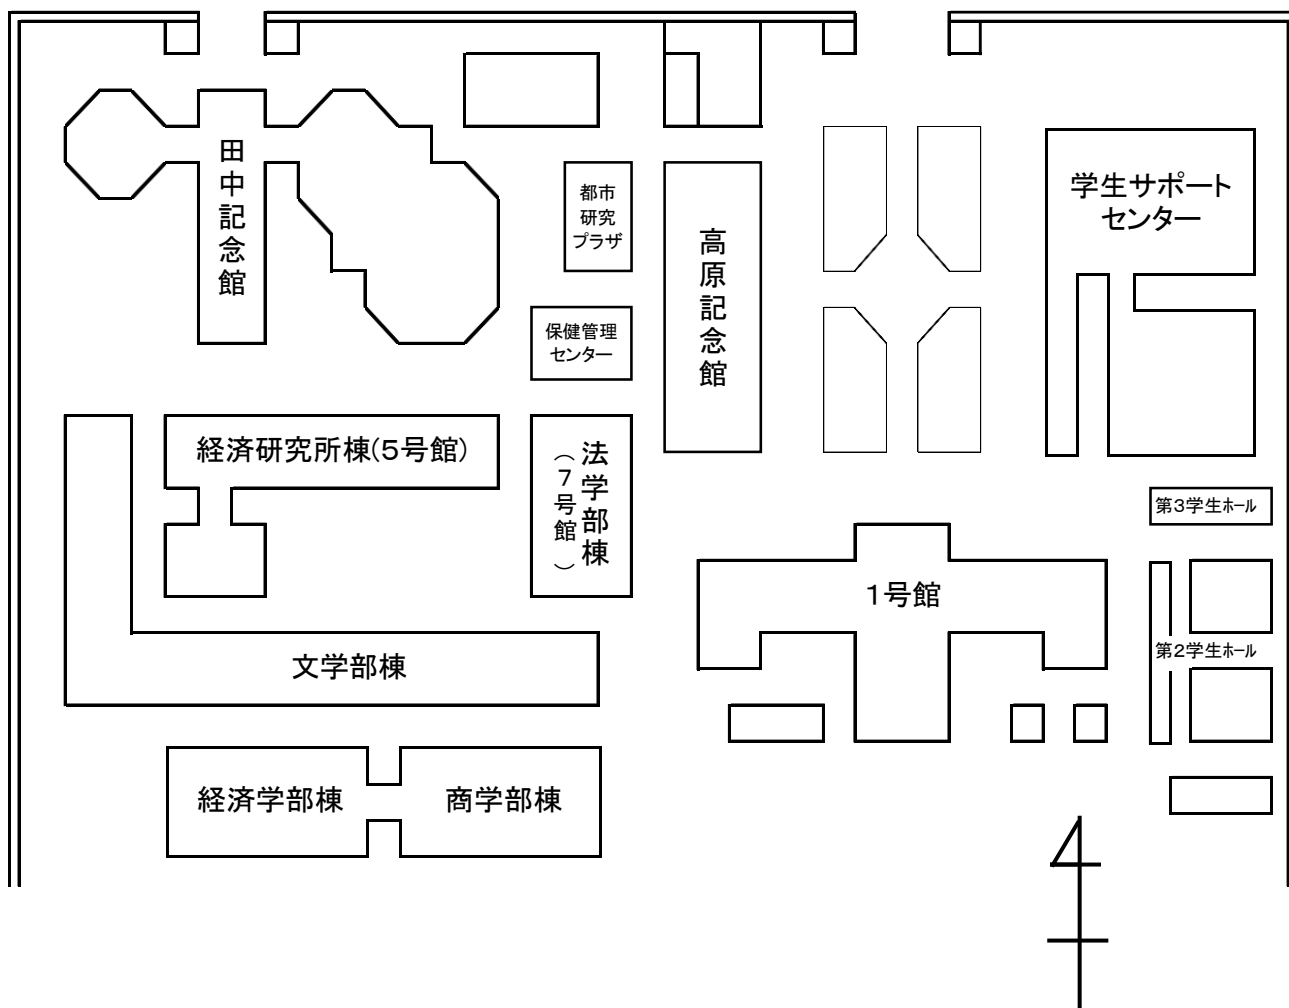 田中記念館
都市
研究
プラザ
高原記念館
学生サポート
センター
保健管理
センター
経済研究所棟(5号館)
法学部棟
（7号館）
第3学生ホール
1号館
第2学生ホール
文学部棟
経済学部棟
商学部棟